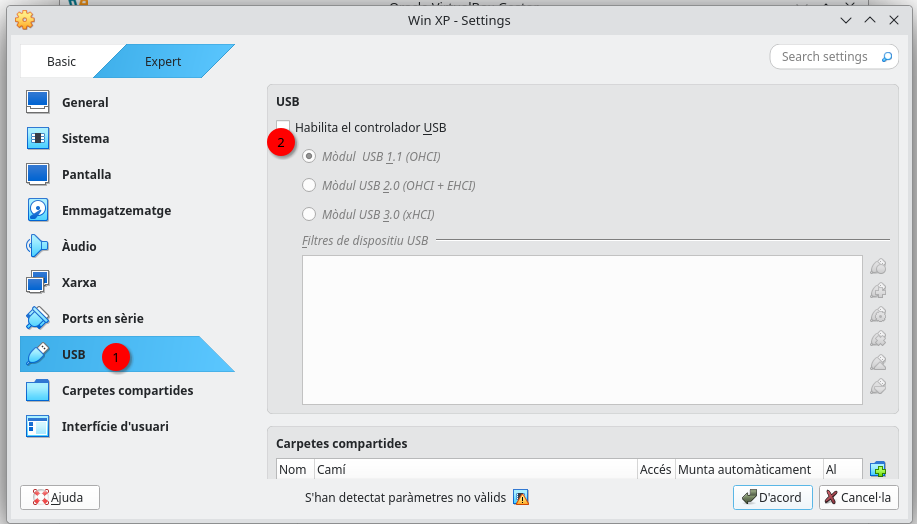 Win XP - Settings
Basic
Expert
Search settings
General
Sistema
Pantalla
Emmagatzematge
Àudio
Xarxa
Ports en sèrie
USB
1
Carpetes compartides
Interfície d'usuari
USB
Habilita el controlador USB
2
Mòdul USB 1.1 (OHCI)
Mòdul USB 2.0 (OHCI + EHCI)
Mòdul USB 3.0 (xHCI)
Filtres de dispositiu USB
Carpetes compartides
Nom Camí Accés Munta automàticament Al
Ajuda
S'han detectat paràmetres no vàlids
D'acord
Cancel·la